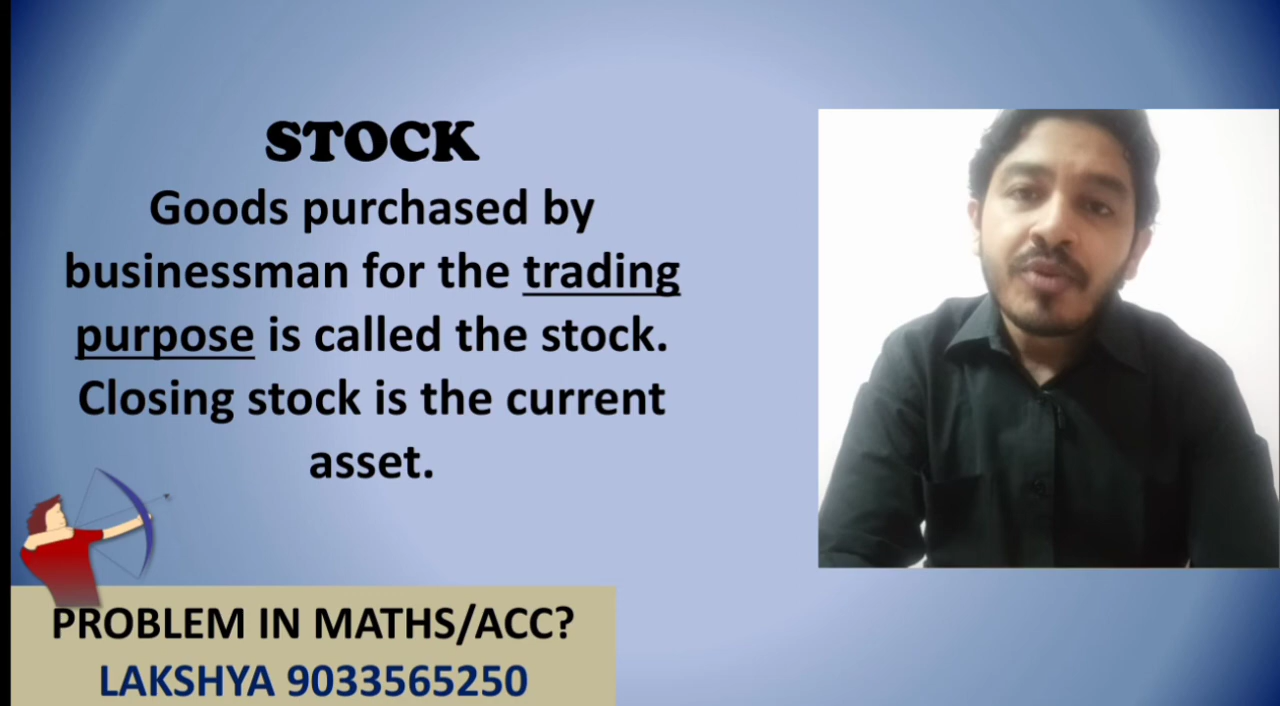 STOCK
Goods purchased by
businessman for the trading
purpose is called the stock.
Closing stock is the current
asset.
PROBLEM IN MATHS/ACC?
LAKSHYA 9033565250